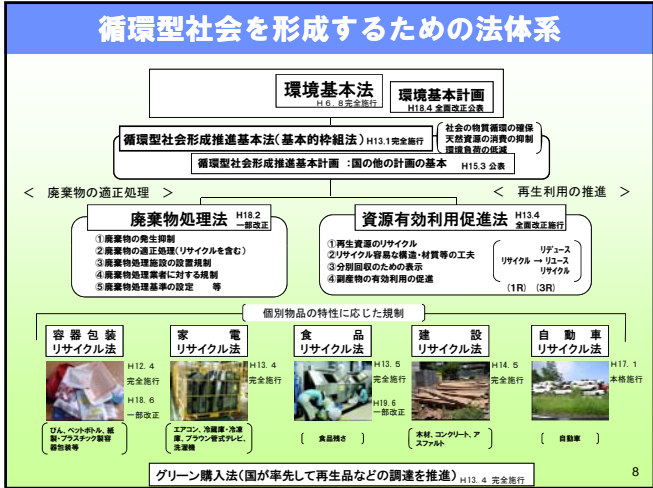 循環型社会を形成するための法体系
環境基本法
H6.8完全施行
環境基本計画
H18.4 全面改正公表
循環型社会形成推進基本法(基本的枠組法) H13.1完全施行
社会の物質循環の確保
天然資源の消費の抑制
環境負荷の低減
循環型社会形成推進基本計画 :国の他の計画の基本 H15.3 公表
< 廃棄物の適正処理 >
< 再生利用の推進 >
廃棄物処理法
H18.2
一部改正
①廃棄物の発生抑制
②廃棄物の適正処理(リサイクルを含む)
③廃棄物処理施設の設置規制
④廃棄物処理業者に対する規制
⑤廃棄物処理基準の設定 等
資源有効利用促進法
H13.4
全面改正施行
①再生資源のリサイクル
②リサイクル容易な構造・材質等の工夫
③分別回収のための表示
④副産物の有効利用の促進
リデュース
リサイクル → リユース
リサイクル
(1R) (3R)
個別物品の特性に応じた規制
容器包装
リサイクル法
H12.4
完全施行
H18.6
一部改正
びん、ペットボトル、紙
製・プラスチック製容
器包装等
家電
リサイクル法
H13.4
完全施行
エアコン、冷蔵庫・冷凍
庫、ブラウン管式テレビ、
洗濯機
食品
リサイクル法
H13.5
完全施行
H19.6
一部改正
食品残さ
建設
リサイクル法
H14.5
完全施行
木材、コンクリート、ア
スファルト
自動車
リサイクル法
H17.1
本格施行
自動車
グリーン購入法(国が率先して再生品などの調達を推進) H13.4 完全施行
8